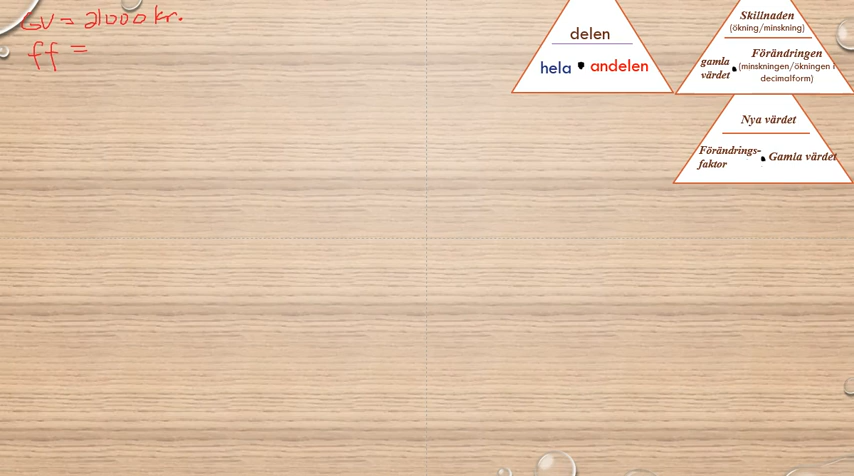 GV = 21000 kr.
ff =
delen
hela • andelen
Skillnaden
(ökning/minskning)
gamla värdet • Förändringen
(minskningen/ökningen i
decimalform)
Nya värdet
Förändrings-
faktor • Gamla värdet